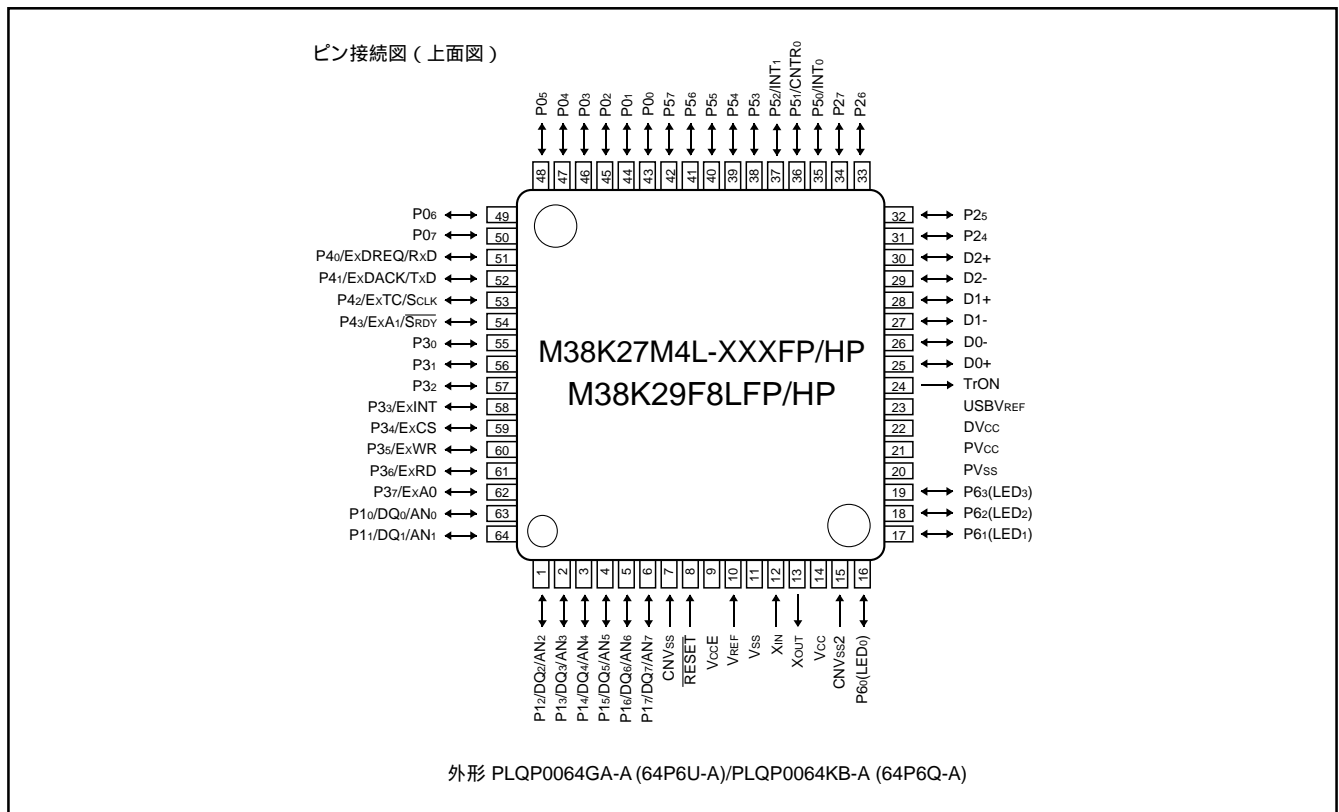 ピン接続図（上面図）
P05
P04
P03
P02
P01
P00
P57
P56
P55
P54
P53
P52/INT1
P51/CNTR0
P50/INT0
P27
P26
48
47
46
45
44
43
42
41
40
39
38
37
36
35
34
33
P06 49
P07 50
P40/EXDREQ/RXD 51
P41/EXDACK/TXD 52
P42/EXTC/SCLK 53
P43/EXA1/SRDY 54
P30 55
P31 56
P32 57
P33/EXINT 58
P34/EXCS 59
P35/EXWR 60
P36/EXRD 61
P37/EXA0 62
P10/DQ0/AN0 63
P11/DQ1/AN1 64
M38K27M4L-XXXFP/HP
M38K29F8LFP/HP
32 P25
31 P24
30 D2+
29 D2-
28 D1+
27 D1-
26 D0-
25 D0+
24 TrON
23 USBVREF
22 DVCC
21 PVCC
20 PVSS
19 P63(LED3)
18 P62(LED2)
17 P61(LED1)
1
2
3
4
5
6
7
8
9
10
11
12
13
14
15
16
P12/DQ2/AN2
P13/DQ3/AN3
P14/DQ4/AN4
P15/DQ5/AN5
P16/DQ6/AN6
P17/DQ7/AN7
CNVSS
RESET
VCCE
VREF
VSS
XIN
XOUT
VCC
CNVSS2
P60(LED0)
外形 PLQP0064GA-A (64P6U-A)/PLQP0064KB-A (64P6Q-A)